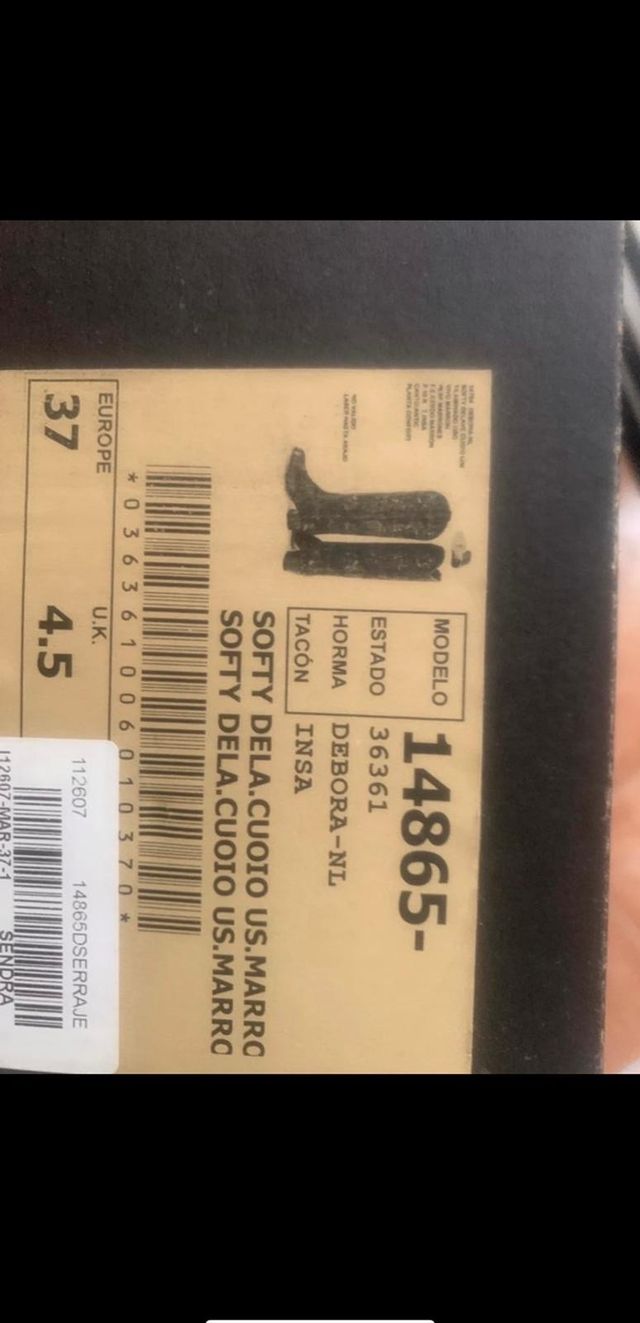 MODELO 14865-
ESTADO 36361
HORMA DEBORA-NL
TACÓN INSA
SOFTY DELA.CUOIO US.MARRO
SOFTY DELA.CUOIO US.MARRO
*036361006010370*
EUROPE U.K.
37 4.5
112607 14865DSERRAJE
112607-MAR-37-1 SENDRA